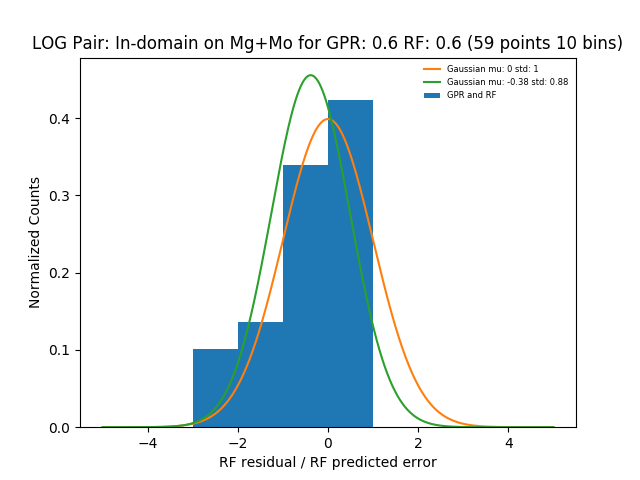 LOG Pair: In-domain on Mg+Mo for GPR: 0.6 RF: 0.6 (59 points 10 bins)
Gaussian mu: 0 std: 1
Gaussian mu: -0.38 std: 0.88
GPR and RF
Normalized Counts
0.4
0.3
0.2
0.1
0.0
−4 −2 0 2 4
RF residual / RF predicted error